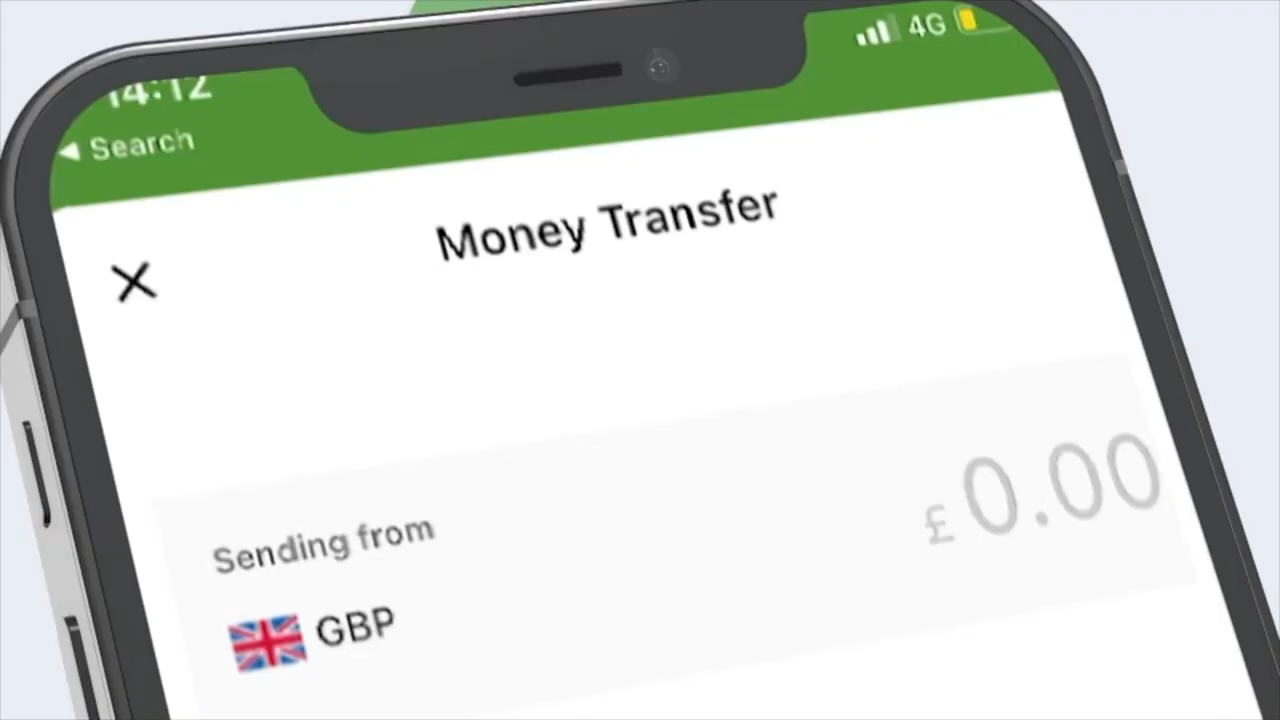 14:12
4G
◀ Search
Money Transfer
Sending from
£0.00
GBP